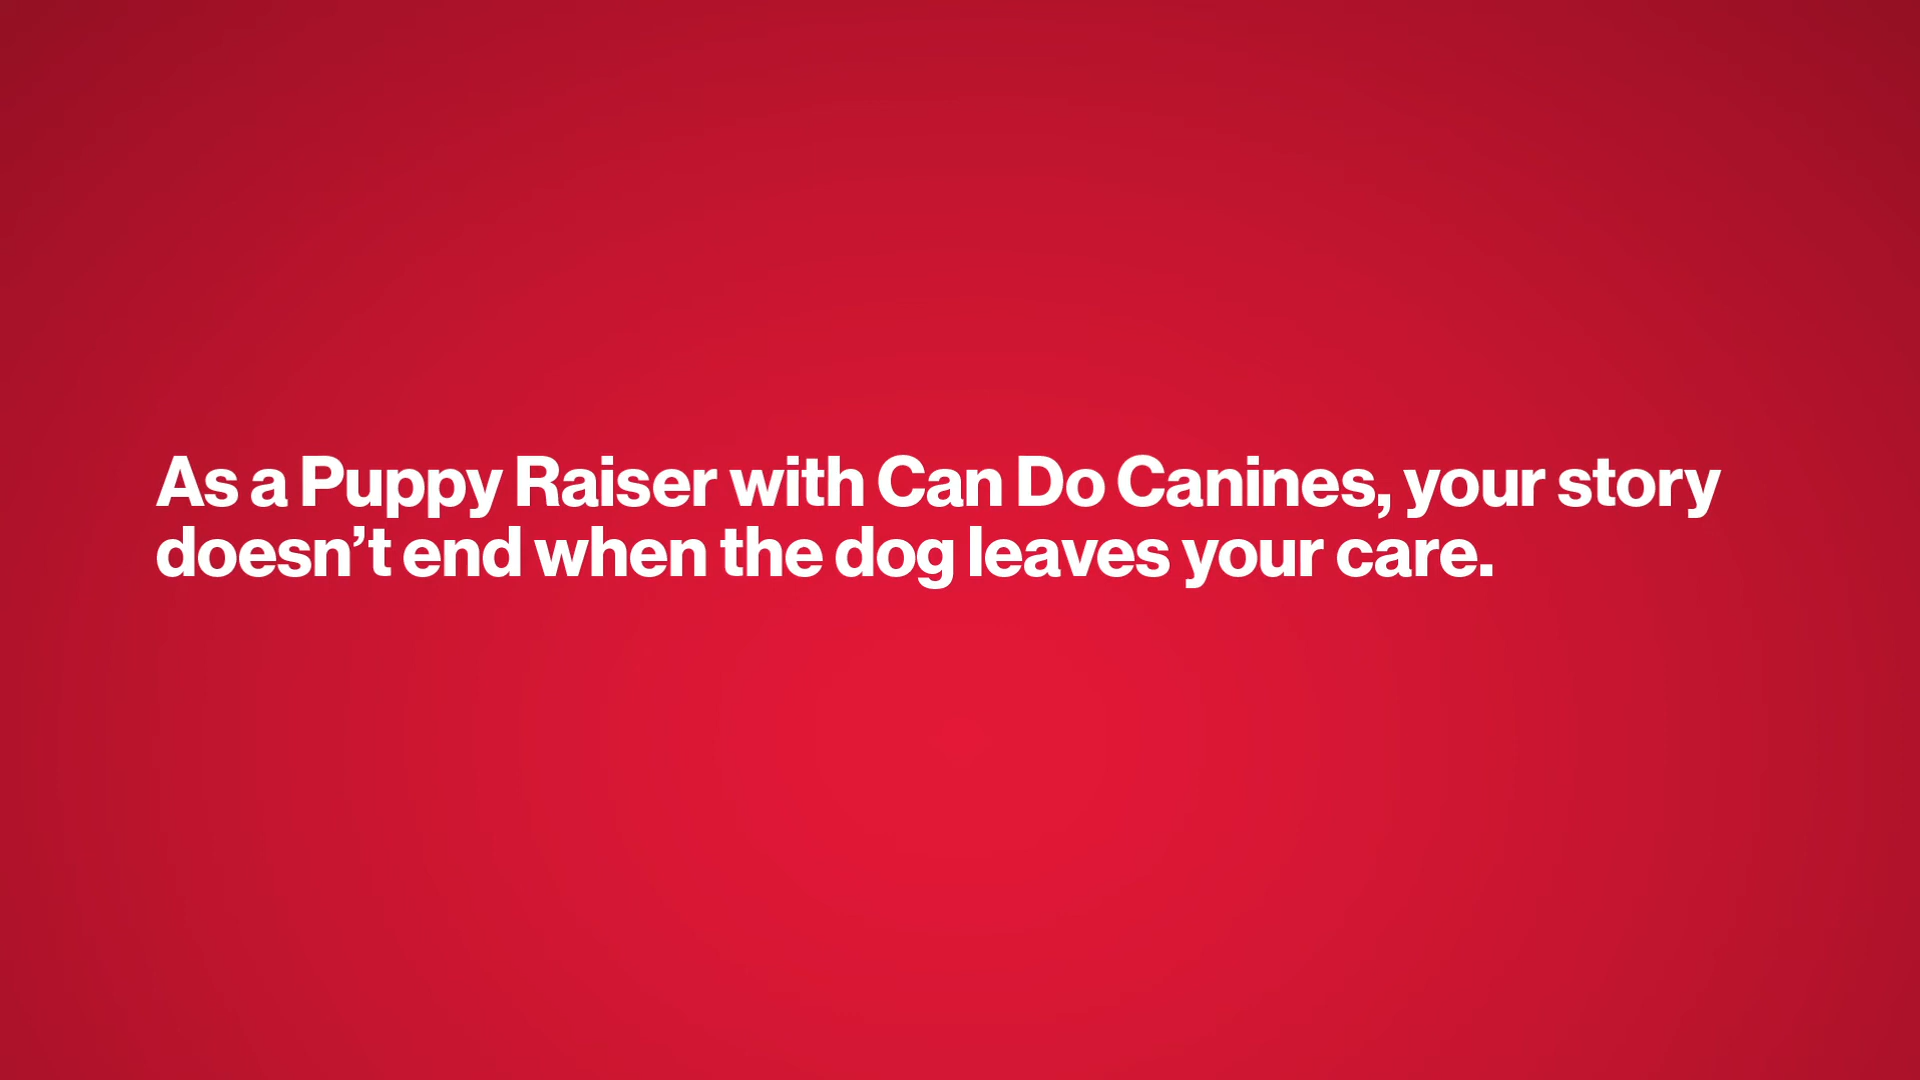 As a Puppy Raiser with Can Do Canines, your story
doesn’t end when the dog leaves your care.